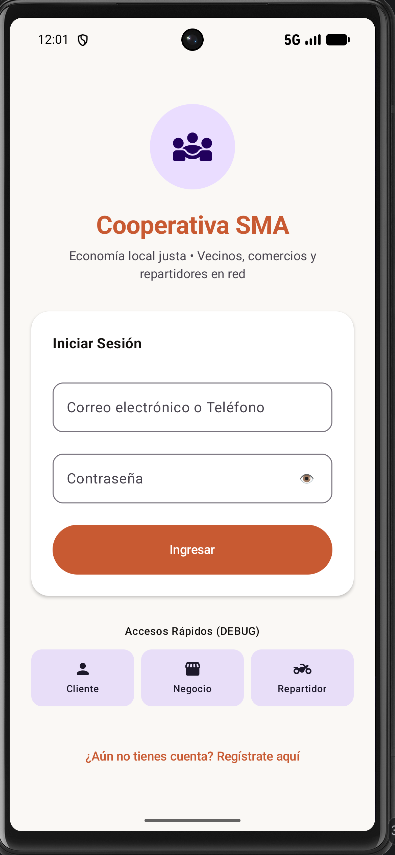 12:01
5G
Cooperativa SMA
Economía local justa • Vecinos, comercios y
repartidores en red
Iniciar Sesión
Correo electrónico o Teléfono
Contraseña
Ingresar
Accesos Rápidos (DEBUG)
Cliente
Negocio
Repartidor
¿Aún no tienes cuenta? Regístrate aquí